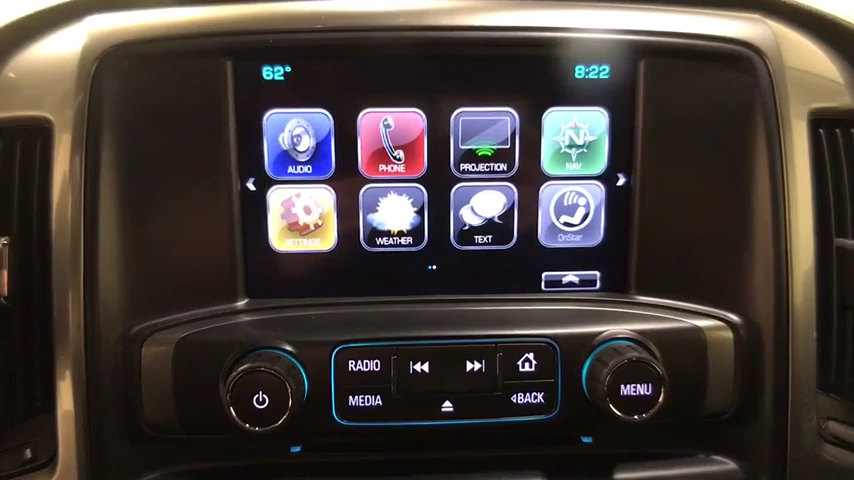 62° 8:22
AUDIO PHONE PROJECTION NAV
SETTINGS WEATHER TEXT OnStar
RADIO
MEDIA BACK
MENU